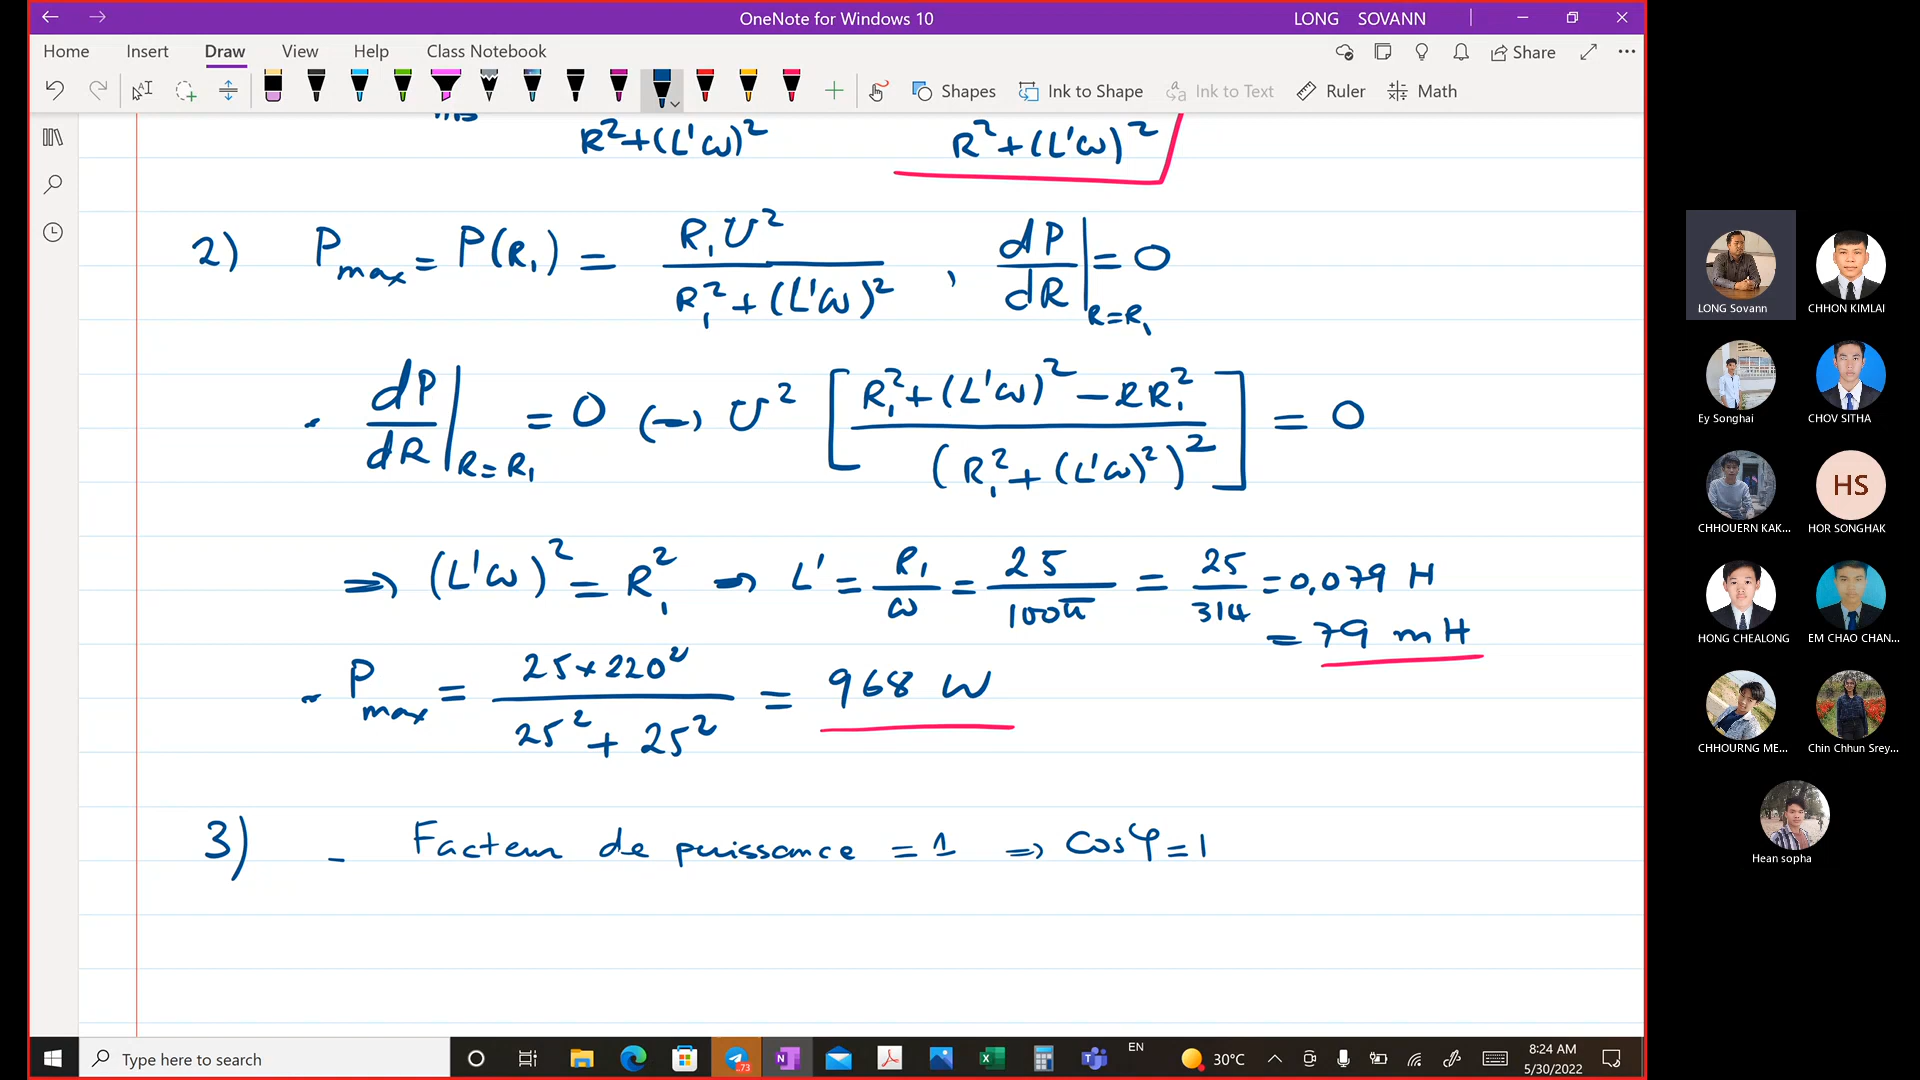 OneNote for Windows 10
LONG SOVANN
Home Insert Draw View Help Class Notebook
Share
Shapes Ink to Shape Ink to Text Ruler Math
R²+(L'ω)² R²+(L'ω)²
2) Pmax = P(R₁) = R₁U² / (R₁²+(L'ω)²) , dP/dR |R=R₁ = 0
- dP/dR |R=R₁ = 0 (→) U² [ (R₁²+(L'ω)² - 2R₁²) / (R₁²+(L'ω)²)² ] = 0
⇒ (L'ω)² = R₁² → L' = R₁/ω = 25/100π = 25/314 = 0,079 H
= 79 mH
- Pmax = 25×220² / (25²+25²) = 968 W
3) - Facteur de puissance = 1 ⇒ cosφ = 1
LONG Sovann
CHHON KIMLAI
Ey Songhai
CHOV SITHA
CHHOUERN KAK...
HS
HOR SONGHAK
HONG CHEALONG
EM CHAO CHAN...
CHHOURNG ME...
Chin Chhun Srey...
Hean sopha
Type here to search
73
EN
30°C
8:24 AM
5/30/2022